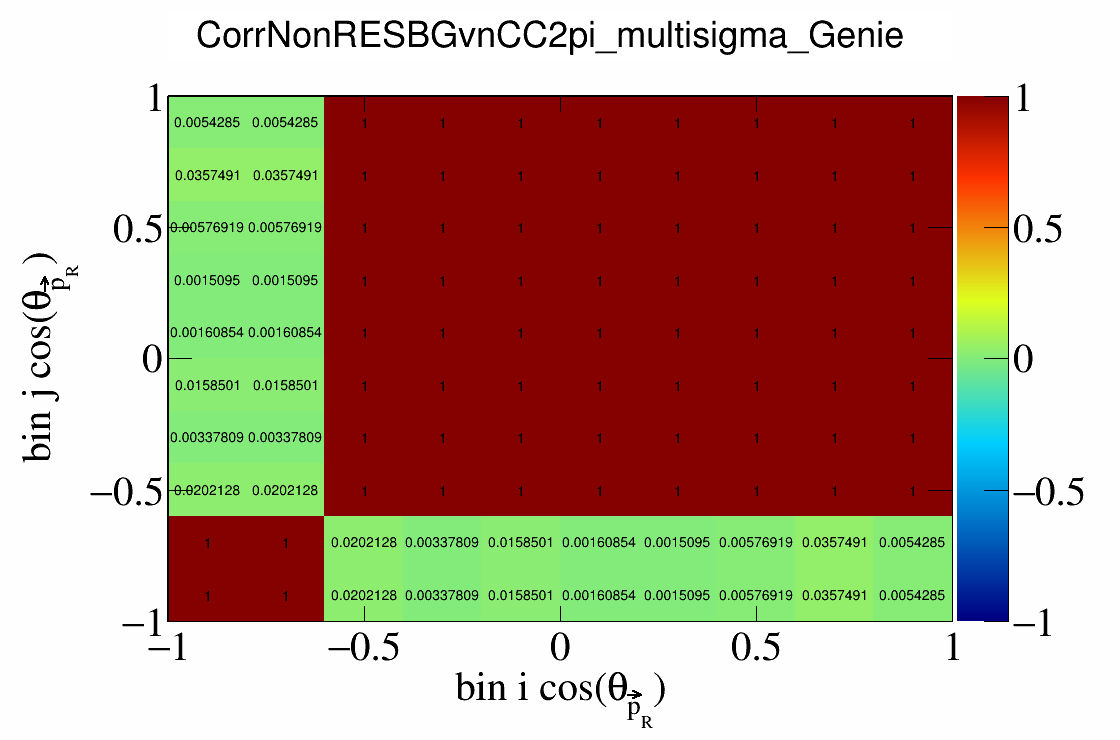 CorrNonRESBGvnCC2pi_multisigma_Genie
1
0.0054285 0.0054285 1 1 1 1 1 1 1 1
0.0357491 0.0357491 1 1 1 1 1 1 1 1
0.5
0.00576919 0.00576919 1 1 1 1 1 1 1 1
0.0015095 0.0015095 1 1 1 1 1 1 1 1
0.00160854 0.00160854 1 1 1 1 1 1 1 1
0
0.0158501 0.0158501 1 1 1 1 1 1 1 1
0.00337809 0.00337809 1 1 1 1 1 1 1 1
−0.5
0.0202128 0.0202128 1 1 1 1 1 1 1 1
1 1 0.0202128 0.00337809 0.0158501 0.00160854 0.0015095 0.00576919 0.0357491 0.0054285
1 1 0.0202128 0.00337809 0.0158501 0.00160854 0.0015095 0.00576919 0.0357491 0.0054285
−1
−1 −0.5 0 0.5 1
bin i cos(θ p⃗ R)
bin j cos(θ p⃗ R)
1
0.5
0
−0.5
−1